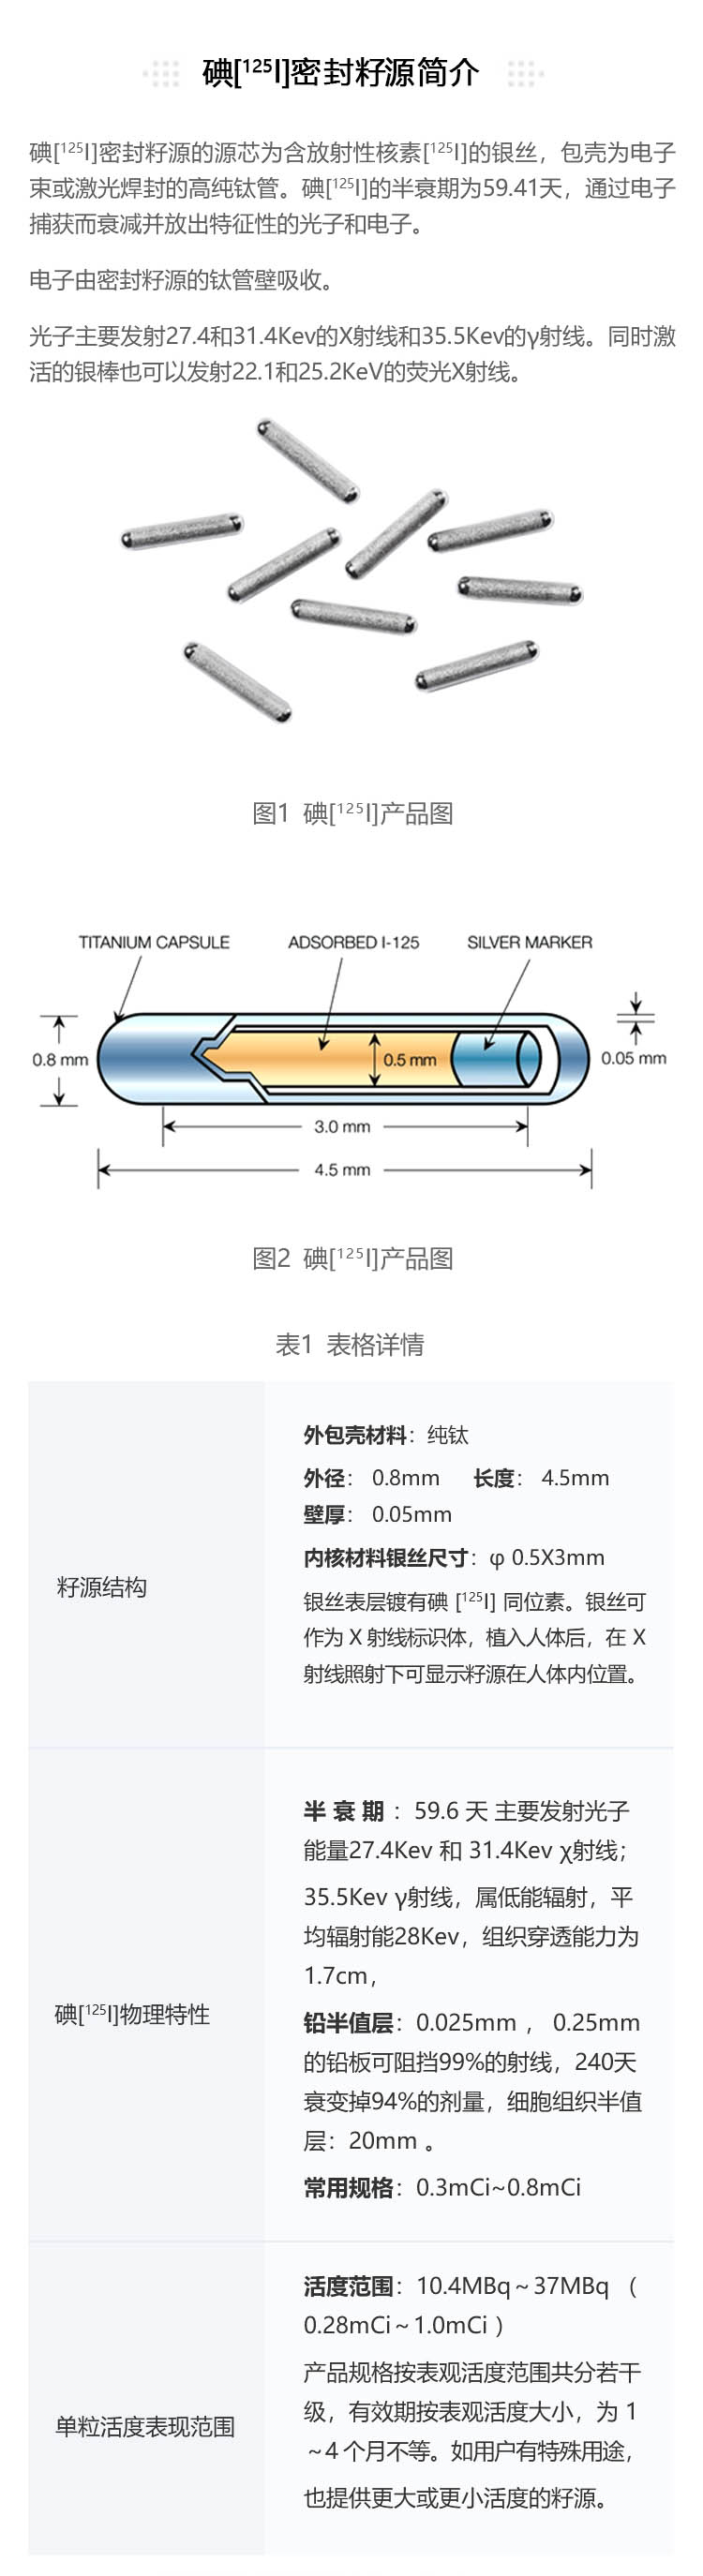 碘[¹²⁵I]密封籽源简介
碘[¹²⁵I]密封籽源的源芯为含放射性核素[¹²⁵I]的银丝，包壳为电子
束或激光焊封的高纯钛管。碘[¹²⁵I]的半衰期为59.41天，通过电子
捕获而衰减并放出特征性的光子和电子。
电子由密封籽源的钛管壁吸收。
光子主要发射27.4和31.4Kev的X射线和35.5Kev的γ射线。同时激
活的银棒也可以发射22.1和25.2KeV的荧光X射线。
图1 碘[¹²⁵I]产品图
TITANIUM CAPSULE ADSORBED I-125 SILVER MARKER
0.8 mm 0.5 mm 0.05 mm
3.0 mm
4.5 mm
图2 碘[¹²⁵I]产品图
表1 表格详情
籽源结构
外包壳材料：纯钛
外径： 0.8mm 长度： 4.5mm
壁厚： 0.05mm
内核材料银丝尺寸：φ 0.5X3mm
银丝表层镀有碘 [¹²⁵I] 同位素。银丝可
作为 X 射线标识体，植入人体后，在 X
射线照射下可显示籽源在人体内位置。
碘[¹²⁵I]物理特性
半 衰 期 ：59.6 天 主要发射光子
能量27.4Kev 和 31.4Kev χ射线；
35.5Kev γ射线，属低能辐射，平
均辐射能28Kev，组织穿透能力为
1.7cm，
铅半值层：0.025mm ， 0.25mm
的铅板可阻挡99%的射线，240天
衰变掉94%的剂量，细胞组织半值
层：20mm 。
常用规格：0.3mCi~0.8mCi
单粒活度表现范围
活度范围：10.4MBq～37MBq （
0.28mCi～1.0mCi ）
产品规格按表观活度范围共分若干
级，有效期按表观活度大小，为 1
～4 个月不等。如用户有特殊用途，
也提供更大或更小活度的籽源。